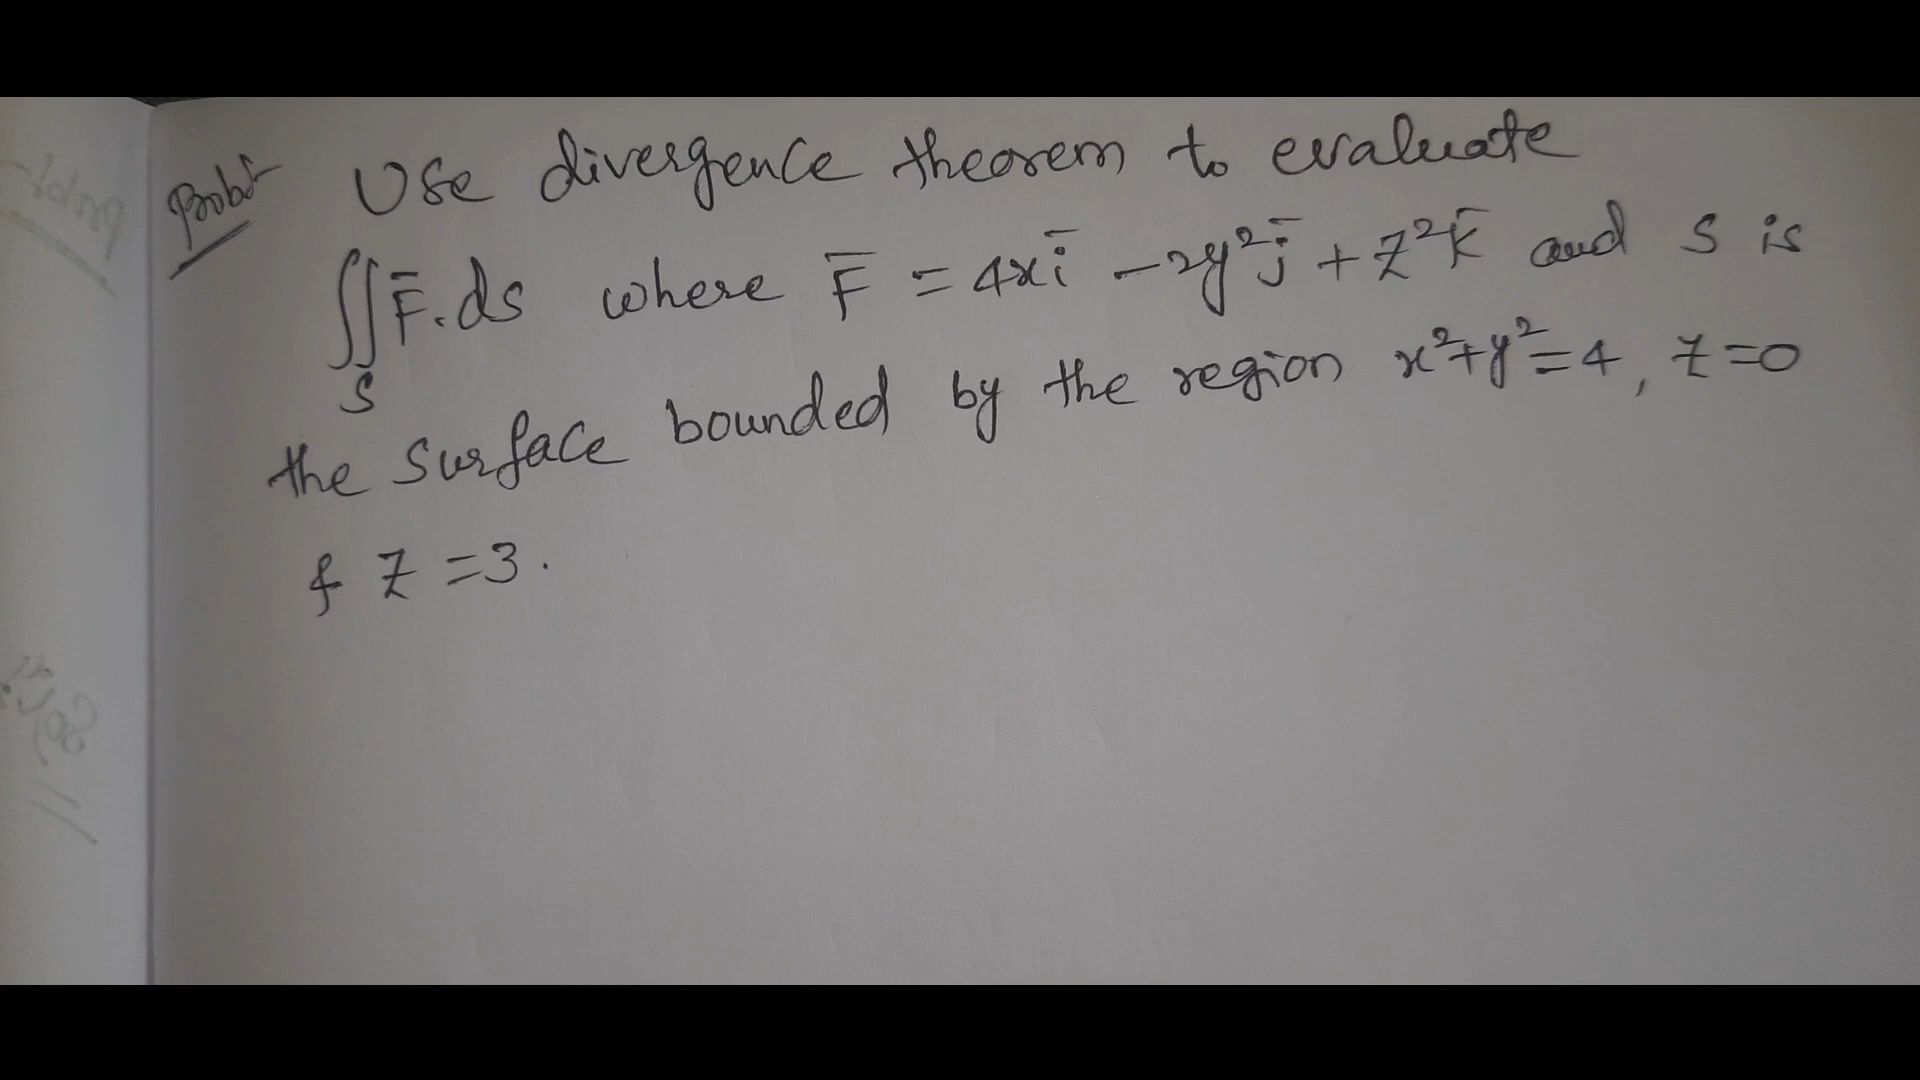 Prob:- Use divergence theorem to evaluate
∬F̄.ds where F̄ = 4xī -2y²j̄ + z²k̄ and S is
S
the surface bounded by the region x²+y²=4, z=0
& z=3.